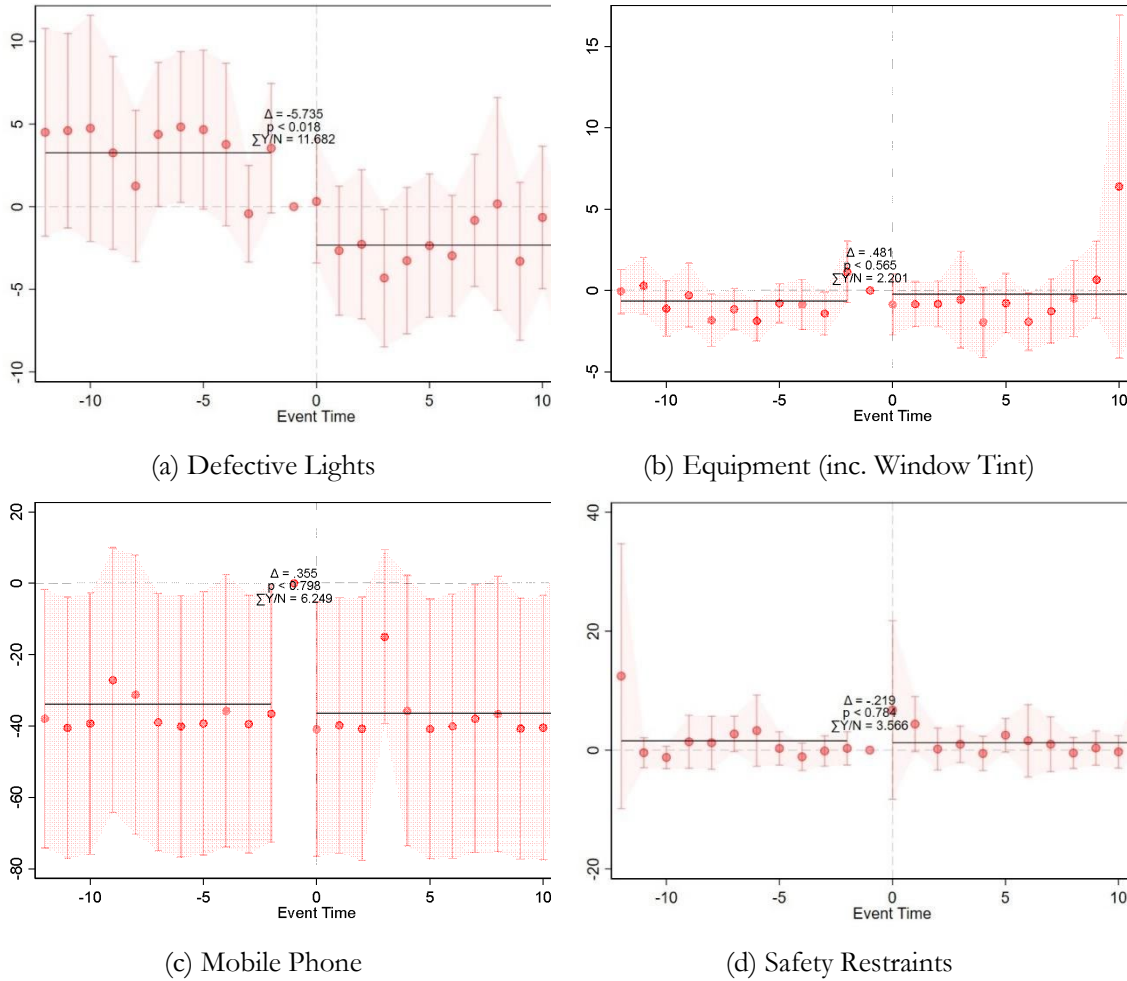 10
5
0
-5
-10
Δ = -5.735
p < 0.018
∑Y/N = 11.682
-10
-5
0
5
10
Event Time
(a) Defective Lights
15
10
5
0
-5
Δ = .481
p < 0.565
∑Y/N = 2.201
-10
-5
0
5
10
Event Time
(b) Equipment (inc. Window Tint)
20
0
20
-40
-60
-80
Δ = .355
p < 0.798
∑Y/N = 6.249
-10
-5
0
5
10
Event Time
(c) Mobile Phone
40
20
0
-20
Δ = -.219
p < 0.784
∑Y/N = 3.566
-10
-5
0
5
10
Event Time
(d) Safety Restraints